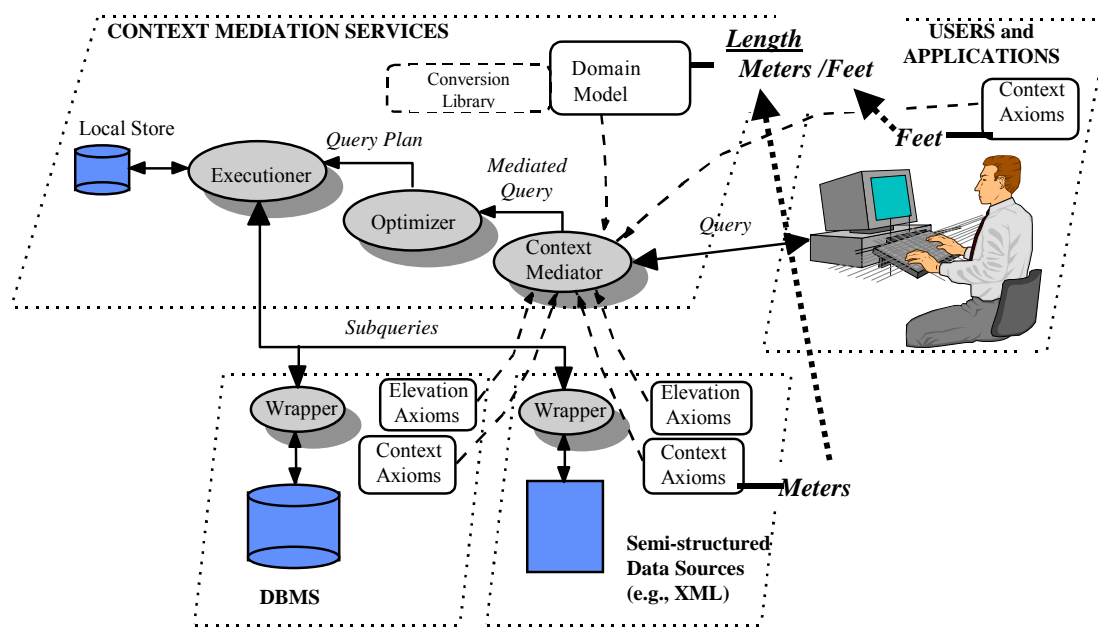 CONTEXT MEDIATION SERVICES
Length
Meters /Feet
USERS and
APPLICATIONS
Conversion
Library
Domain
Model
Context
Axioms
Local Store
Feet
Query Plan
Executioner
Mediated
Query
Optimizer
Query
Context
Mediator
Subqueries
Wrapper
Elevation
Axioms
Context
Axioms
Wrapper
Elevation
Axioms
Context
Axioms
Meters
DBMS
Semi-structured
Data Sources
(e.g., XML)